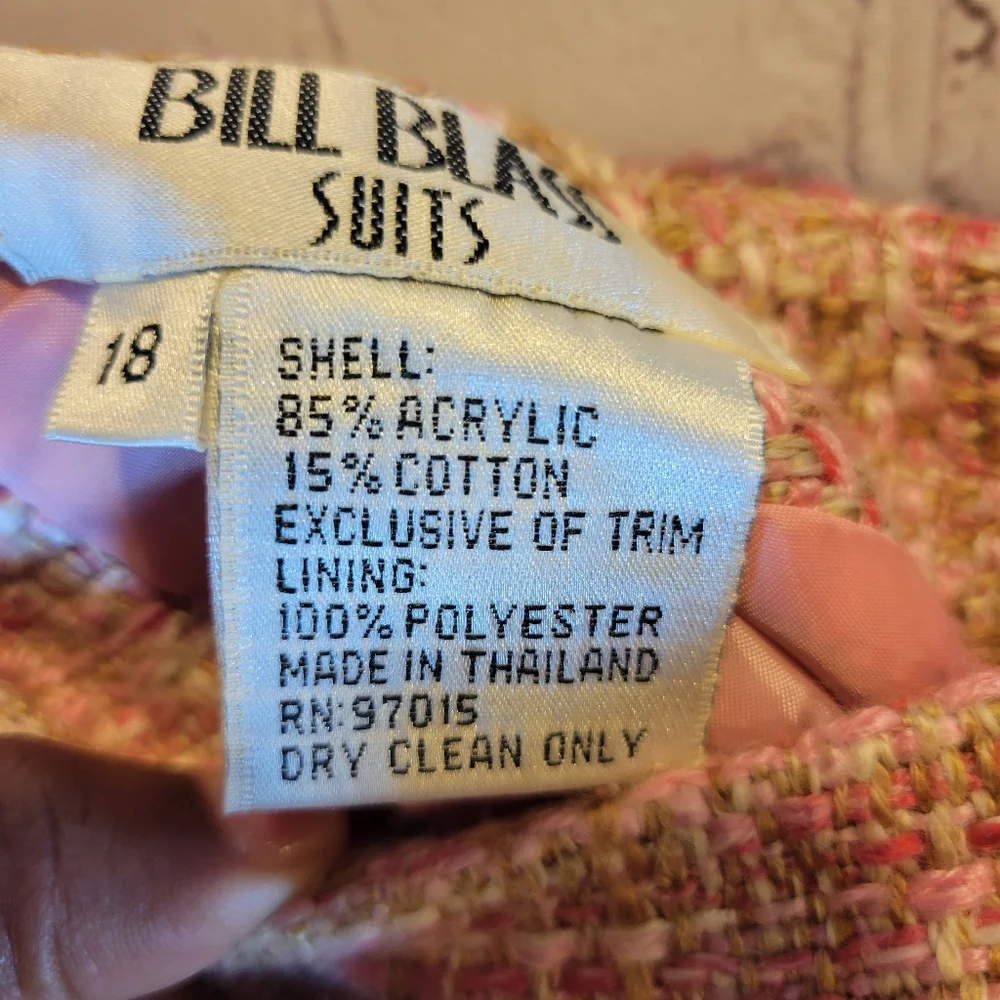 BILL BLASS
SUITS
18
SHELL:
85% ACRYLIC
15% COTTON
EXCLUSIVE OF TRIM
LINING:
100% POLYESTER
MADE IN THAILAND
RN:97015
DRY CLEAN ONLY